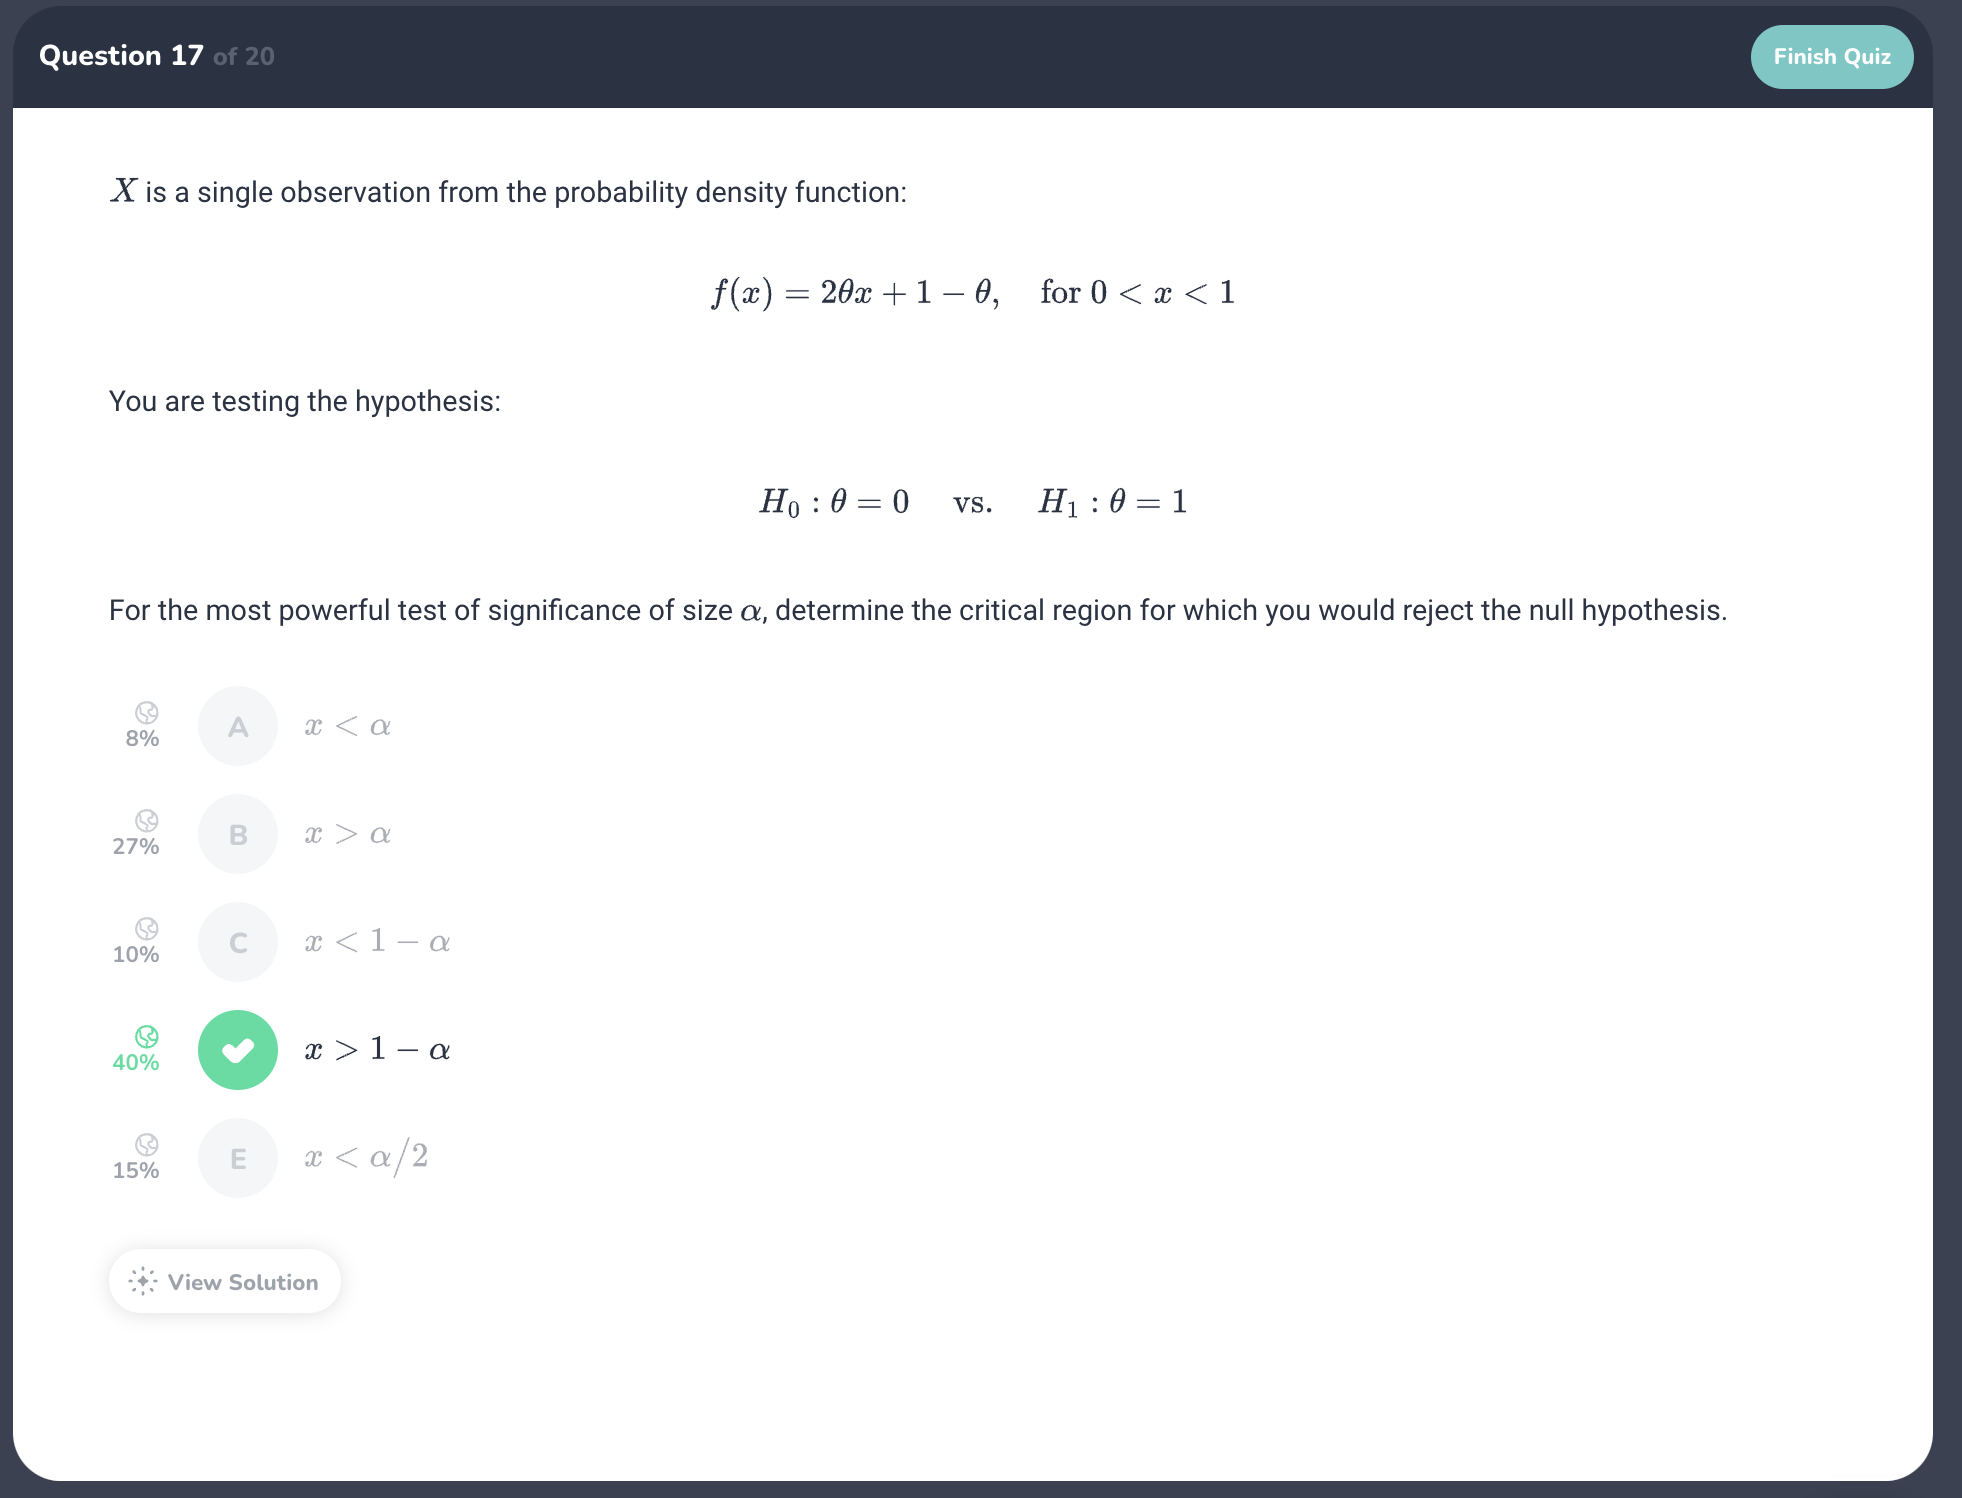 Question 17 of 20
Finish Quiz
X is a single observation from the probability density function:
f(x) = 2θx + 1 − θ, for 0 < x < 1
You are testing the hypothesis:
H₀ : θ = 0 vs. H₁ : θ = 1
For the most powerful test of significance of size α, determine the critical region for which you would reject the null hypothesis.
8% A x < α
27% B x > α
10% C x < 1 − α
40% x > 1 − α
15% E x < α/2
View Solution